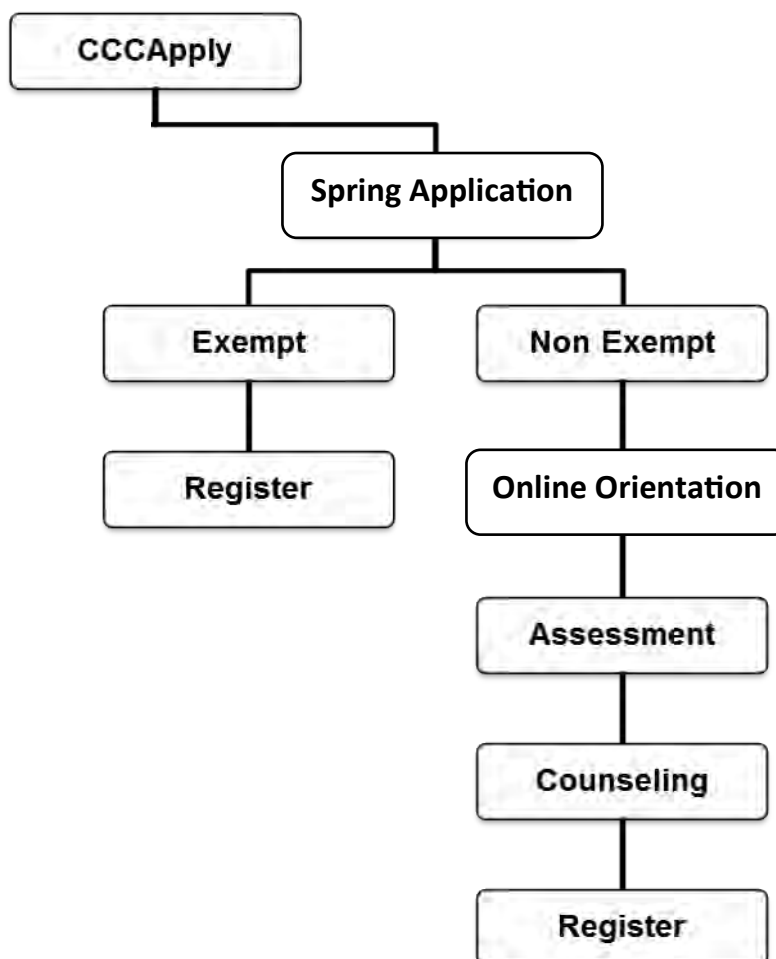 CCCApply
Spring Application
Exempt
Non Exempt
Register
Online Orientation
Assessment
Counseling
Register